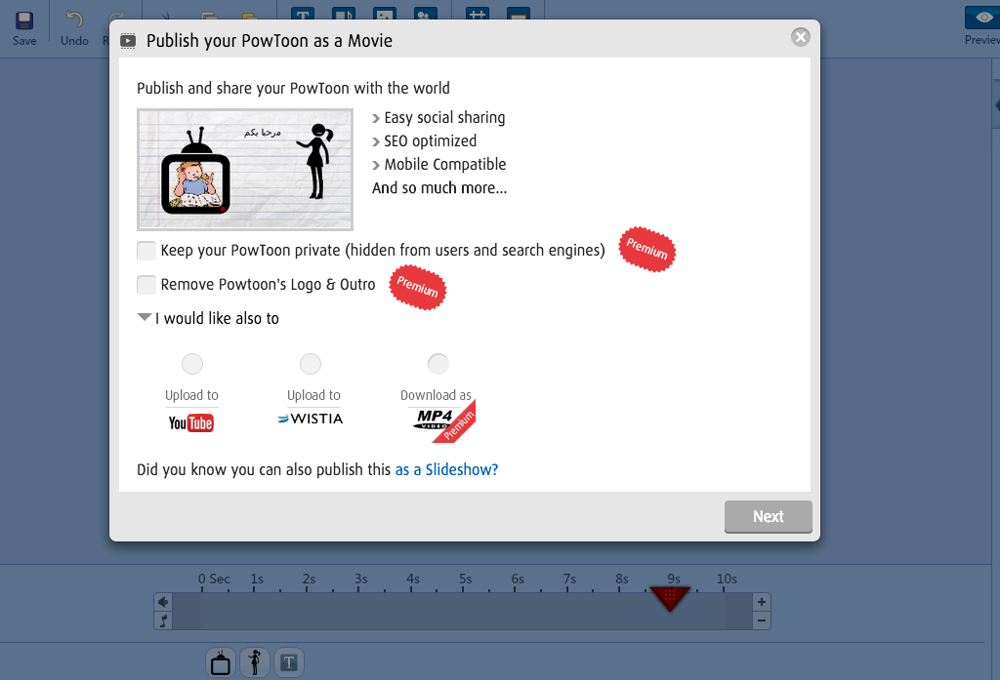 Save
Undo
Preview
Publish your PowToon as a Movie
Publish and share your PowToon with the world
مرحبا بكم
» Easy social sharing
» SEO optimized
» Mobile Compatible
And so much more...
Keep your PowToon private (hidden from users and search engines) Premium
Remove Powtoon's Logo & Outro Premium
I would like also to
Upload to Upload to Download as
YouTube WISTIA MP4 VIDEO Premium
Did you know you can also publish this as a Slideshow?
Next
0 Sec 1s 2s 3s 4s 5s 6s 7s 8s 9s 10s
T